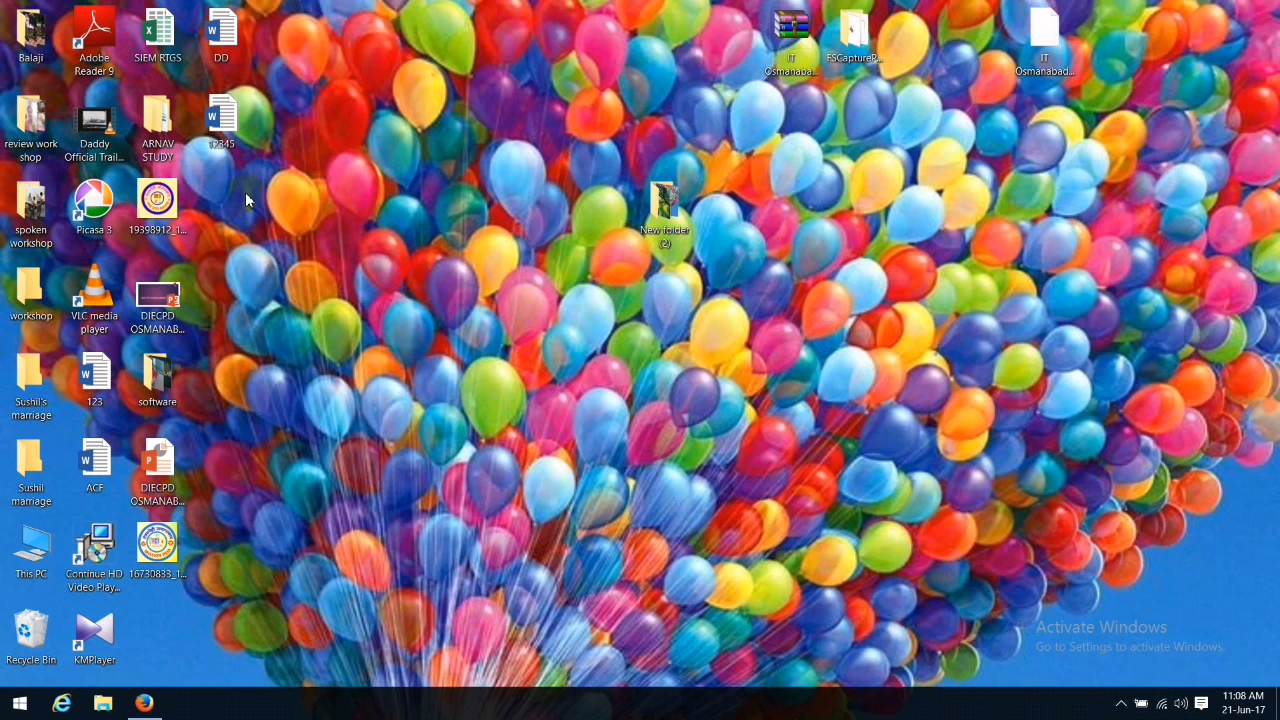 Balaji
Adobe
Reader 9
SIEM RTGS
DD
IT
Osmanaba...
FSCaptureP...
IT
Osmanabad...
review work
shop
Daddy
Official Trail...
ARNAV
STUDY
12345
spoken
workshop
Picasa 3
19398912_1...
New folder
(2)
workshop
VLC media
player
DIECPD
OSMANAB...
Sushil's
marriage
123
software
Sushil
marriage
ACF
DIECPD
OSMANAB...
This PC
Continue HD
Video Play...
16730833_1...
Recycle Bin
KMPlayer
Activate Windows
Go to Settings to activate Windows.
11:08 AM
21-Jun-17